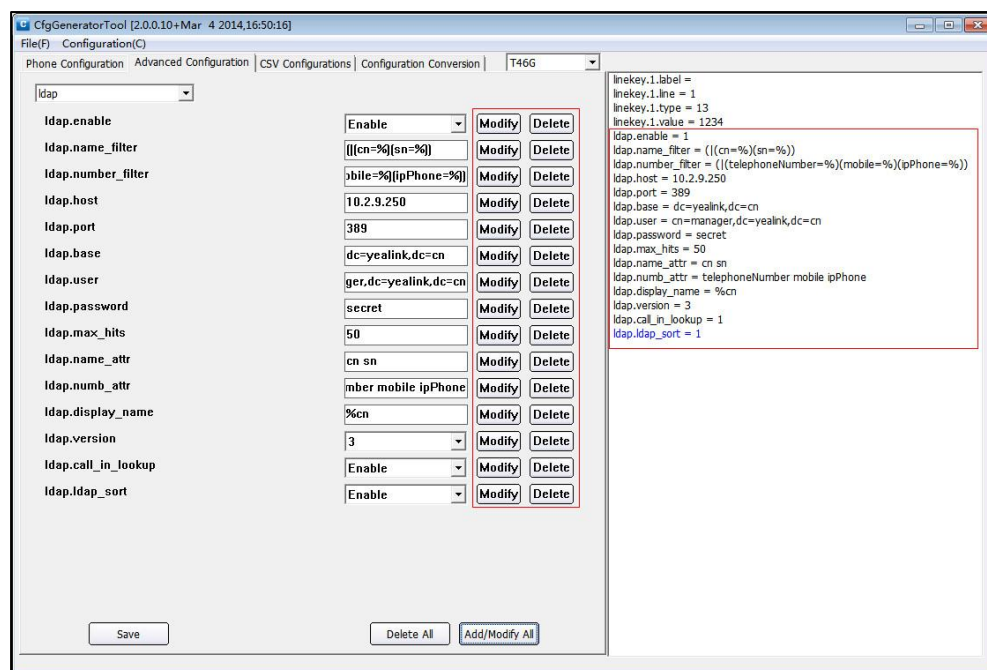 CfgGeneratorTool [2.0.0.10+Mar 4 2014,16:50:16]
File(F) Configuration(C)
Phone Configuration Advanced Configuration CSV Configurations Configuration Conversion T46G
ldap
ldap.enable Enable Modify Delete
ldap.name_filter (|(cn=%)(sn=%)) Modify Delete
ldap.number_filter obile=%)(ipPhone=%)) Modify Delete
ldap.host 10.2.9.250 Modify Delete
ldap.port 389 Modify Delete
ldap.base dc=yealink,dc=cn Modify Delete
ldap.user ger,dc=yealink,dc=cn Modify Delete
ldap.password secret Modify Delete
ldap.max_hits 50 Modify Delete
ldap.name_attr cn sn Modify Delete
ldap.numb_attr mber mobile ipPhone Modify Delete
ldap.display_name %cn Modify Delete
ldap.version 3 Modify Delete
ldap.call_in_lookup Enable Modify Delete
ldap.ldap_sort Enable Modify Delete
Save Delete All Add/Modify All
linekey.1.label =
linekey.1.line = 1
linekey.1.type = 13
linekey.1.value = 1234
ldap.enable = 1
ldap.name_filter = (|(cn=%)(sn=%))
ldap.number_filter = (|(telephoneNumber=%)(mobile=%)(ipPhone=%))
ldap.host = 10.2.9.250
ldap.port = 389
ldap.base = dc=yealink,dc=cn
ldap.user = cn=manager,dc=yealink,dc=cn
ldap.password = secret
ldap.max_hits = 50
ldap.name_attr = cn sn
ldap.numb_attr = telephoneNumber mobile ipPhone
ldap.display_name = %cn
ldap.version = 3
ldap.call_in_lookup = 1
ldap.ldap_sort = 1